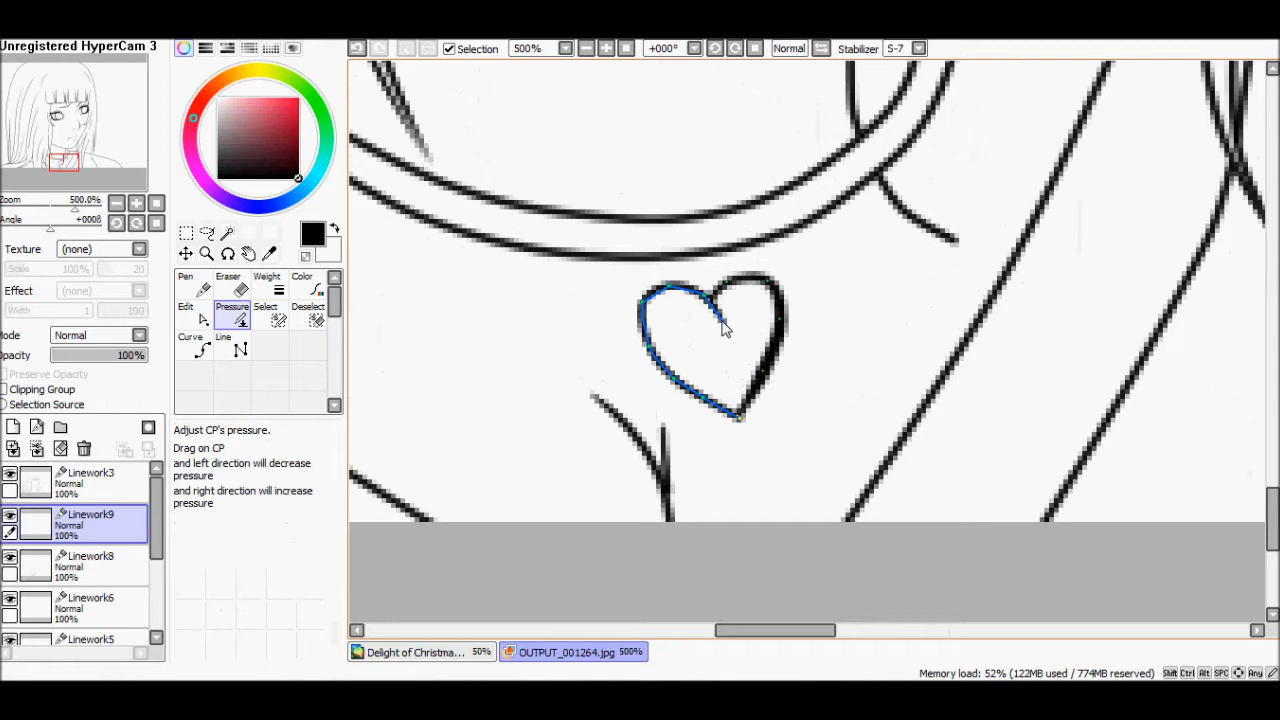 Unregistered HyperCam 3
Selection
500%
+000°
Normal
Stabilizer
S-7
Zoom
500.0%
Angle
+000ß
Texture
(none)
Scale
100%
20
Effect
(none)
Width
1
100
Mode
Normal
Opacity
100%
Preserve Opacity
Clipping Group
Selection Source
Pen
Eraser
Weight
Color
Edit
Pressure
Select
Deselect
Curve
Line
Adjust CP's pressure.
Drag on CP
and left direction will decrease
pressure
and right direction will increase
pressure
Linework3
Normal
100%
Linework9
Normal
100%
Linework8
Normal
100%
Linework6
Normal
100%
Linework5
Delight of Christma...
50%
OUTPUT_001264.jpg
500%
Memory load: 52% (122MB used / 774MB reserved)
Shift Ctrl Alt SPC Any